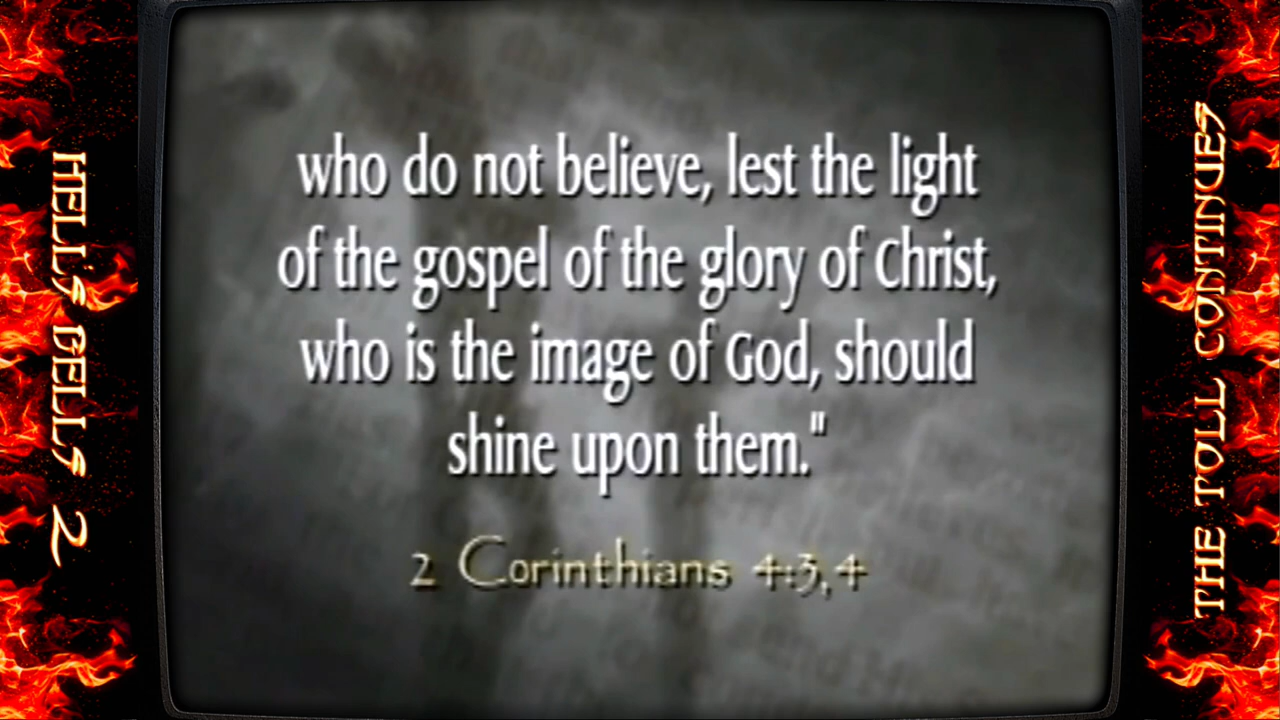 HELL'S BELLS 2
who do not believe, lest the light
of the gospel of the glory of Christ,
who is the image of God, should
shine upon them."
2 Corinthians 4:3,4
THE TOLL CONTINUES